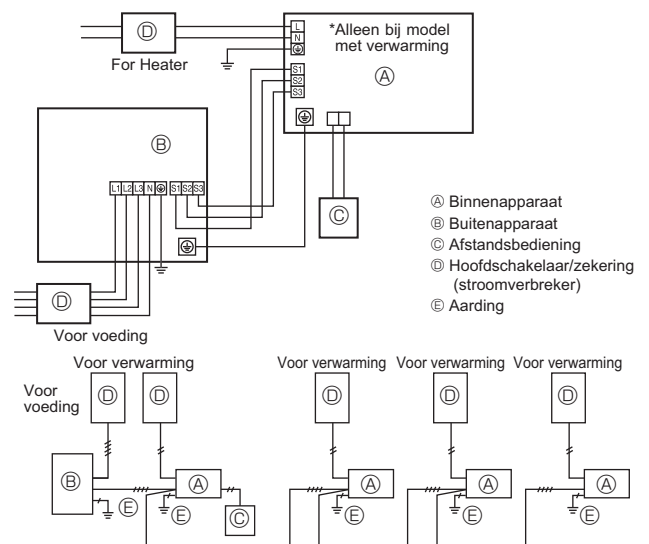 Ⓓ
For Heater
L
N
*Alleen bij model
met verwarming
Ⓐ
S1
S2
S3
Ⓑ
L1 L2 L3 N S1 S2 S3
Ⓒ
Ⓓ
Voor voeding
Ⓐ Binnenapparaat
Ⓑ Buitenapparaat
Ⓒ Afstandsbediening
Ⓓ Hoofdschakelaar/zekering
(stroomverbreker)
Ⓔ Aarding
Voor verwarming
Voor verwarming
Voor verwarming
Voor verwarming
Voor
voeding
Ⓓ Ⓓ Ⓓ Ⓓ Ⓓ
Ⓑ Ⓐ Ⓐ Ⓐ Ⓐ
Ⓔ Ⓔ Ⓒ Ⓔ Ⓔ Ⓔ